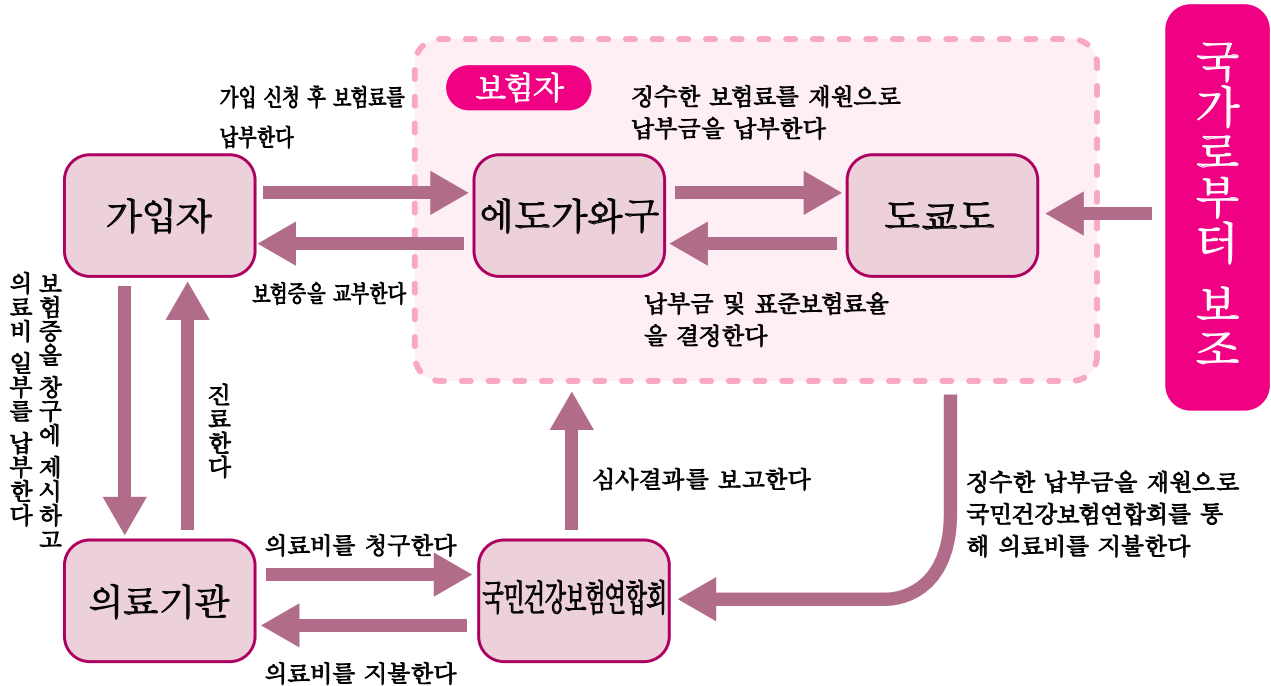 국가로부터 보조
보험자
가입 신청 후 보험료를
납부한다
징수한 보험료를 재원으로
납부금을 납부한다
가입자
에도가와구
도쿄도
보험증을 교부한다
납부금 및 표준보험료율
을 결정한다
보험증을 창구에 제시하고
의료비 일부를 납부한다
진료한다
심사결과를 보고한다
징수한 납부금을 재원으로
국민건강보험연합회를 통
해 의료비를 지불한다
의료비를 청구한다
의료기관
국민건강보험연합회
의료비를 지불한다